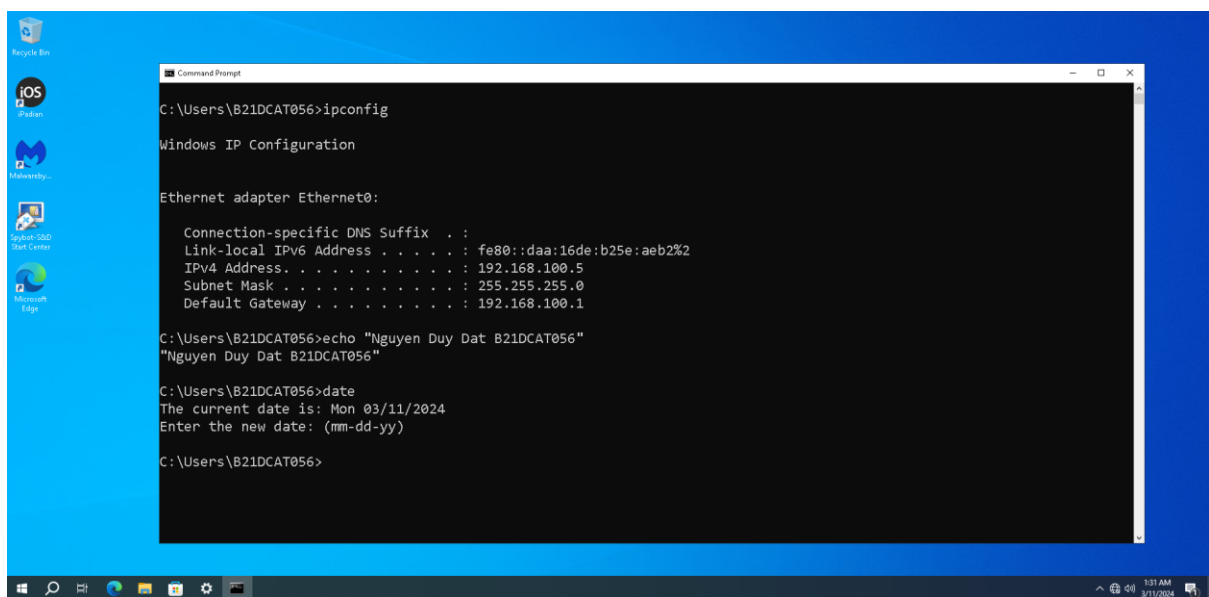 Recycle Bin
iOS
iPadian
Malwareby...
Spybot-S&D
Start Center
Microsoft
Edge
Command Prompt
C:\Users\B21DCAT056>ipconfig
Windows IP Configuration
Ethernet adapter Ethernet0:
Connection-specific DNS Suffix  . :
Link-local IPv6 Address . . . . . : fe80::daa:16de:b25e:aeb2%2
IPv4 Address. . . . . . . . . . . : 192.168.100.5
Subnet Mask . . . . . . . . . . . : 255.255.255.0
Default Gateway . . . . . . . . . : 192.168.100.1
C:\Users\B21DCAT056>echo "Nguyen Duy Dat B21DCAT056"
"Nguyen Duy Dat B21DCAT056"
C:\Users\B21DCAT056>date
The current date is: Mon 03/11/2024
Enter the new date: (mm-dd-yy)
C:\Users\B21DCAT056>
1:31 AM
3/11/2024